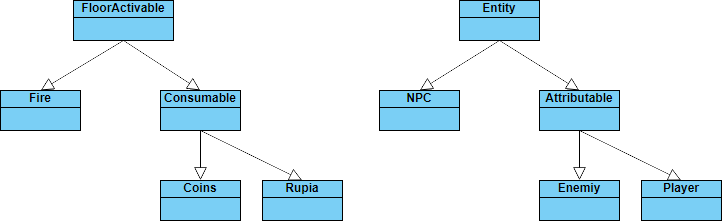 FloorActivable
Entity
Fire
Consumable
NPC
Attributable
Coins
Rupia
Enemiy
Player